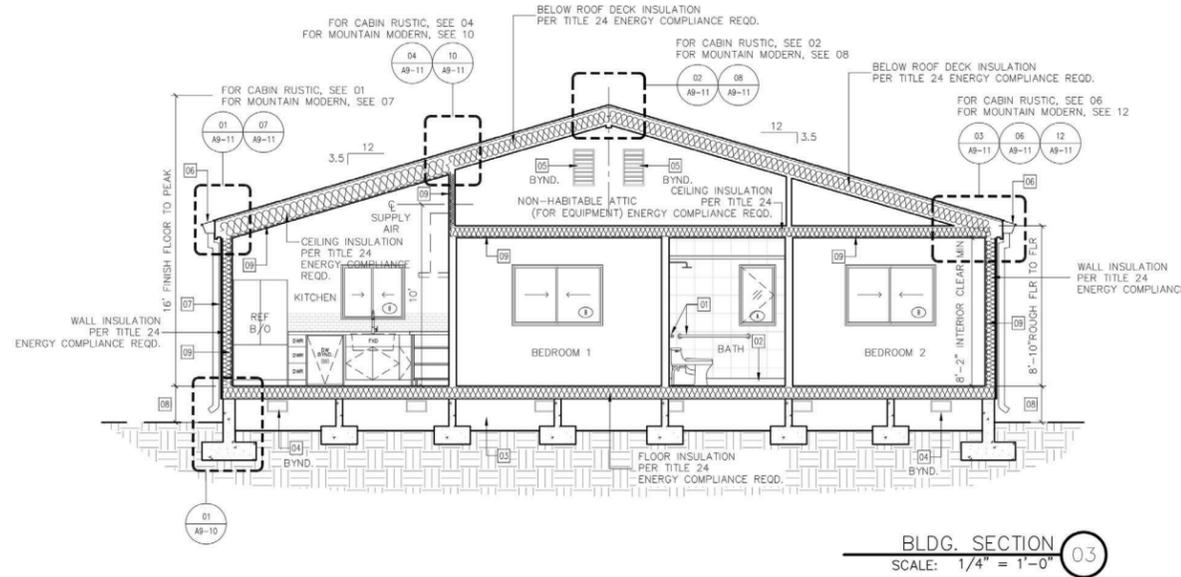 BELOW ROOF DECK INSULATION
PER TITLE 24 ENERGY COMPLIANCE REQD.
FOR CABIN RUSTIC, SEE 04
FOR MOUNTAIN MODERN, SEE 10
04
A9-11
10
A9-11
FOR CABIN RUSTIC, SEE 02
FOR MOUNTAIN MODERN, SEE 08
02
A9-11
08
A9-11
BELOW ROOF DECK INSULATION
PER TITLE 24 ENERGY COMPLIANCE REQD.
FOR CABIN RUSTIC, SEE 01
FOR MOUNTAIN MODERN, SEE 07
01
A9-11
07
A9-11
FOR CABIN RUSTIC, SEE 06
FOR MOUNTAIN MODERN, SEE 12
03
A9-11
06
A9-11
12
A9-11
12
3.5
12
3.5
06
05
BYND.
05
BYND.
06
09
CEILING INSULATION
PER TITLE 24
ENERGY COMPLIANCE REQD.
NON-HABITABLE ATTIC
(FOR EQUIPMENT)
16' FINISH FLOOR TO PEAK
℄
SUPPLY
AIR
CEILING INSULATION
PER TITLE 24
ENERGY COMPLIANCE
REQD.
09
09
09
KITCHEN
10'
REF
B/O
07
WALL INSULATION
PER TITLE 24
ENERGY COMPLIANCE REQD.
09
DWR
DWR
DWR
DW
BYND.
FXD
BEDROOM 1
01
BATH
02
BEDROOM 2
8'-2" INTERIOR CLEAR, MIN
8'-10" ROUGH FLR TO FLR
WALL INSULATION
PER TITLE 24
ENERGY COMPLIANC
09
08
08
04
BYND.
03
FLOOR INSULATION
PER TITLE 24
ENERGY COMPLIANCE REQD.
04
BYND.
01
A9-10
BLDG. SECTION
SCALE: 1/4" = 1'-0"
03